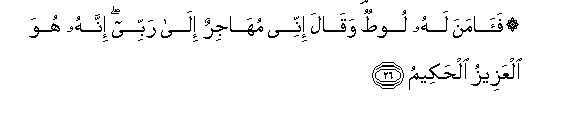 ۞ فَـَٔامَنَ لَهُۥ لُوطٞۘ وَقَالَ إِنِّي مُهَاجِرٌ إِلَىٰ رَبِّيٓۖ إِنَّهُۥ هُوَ
ٱلۡعَزِيزُ ٱلۡحَكِيمُ ٢٦